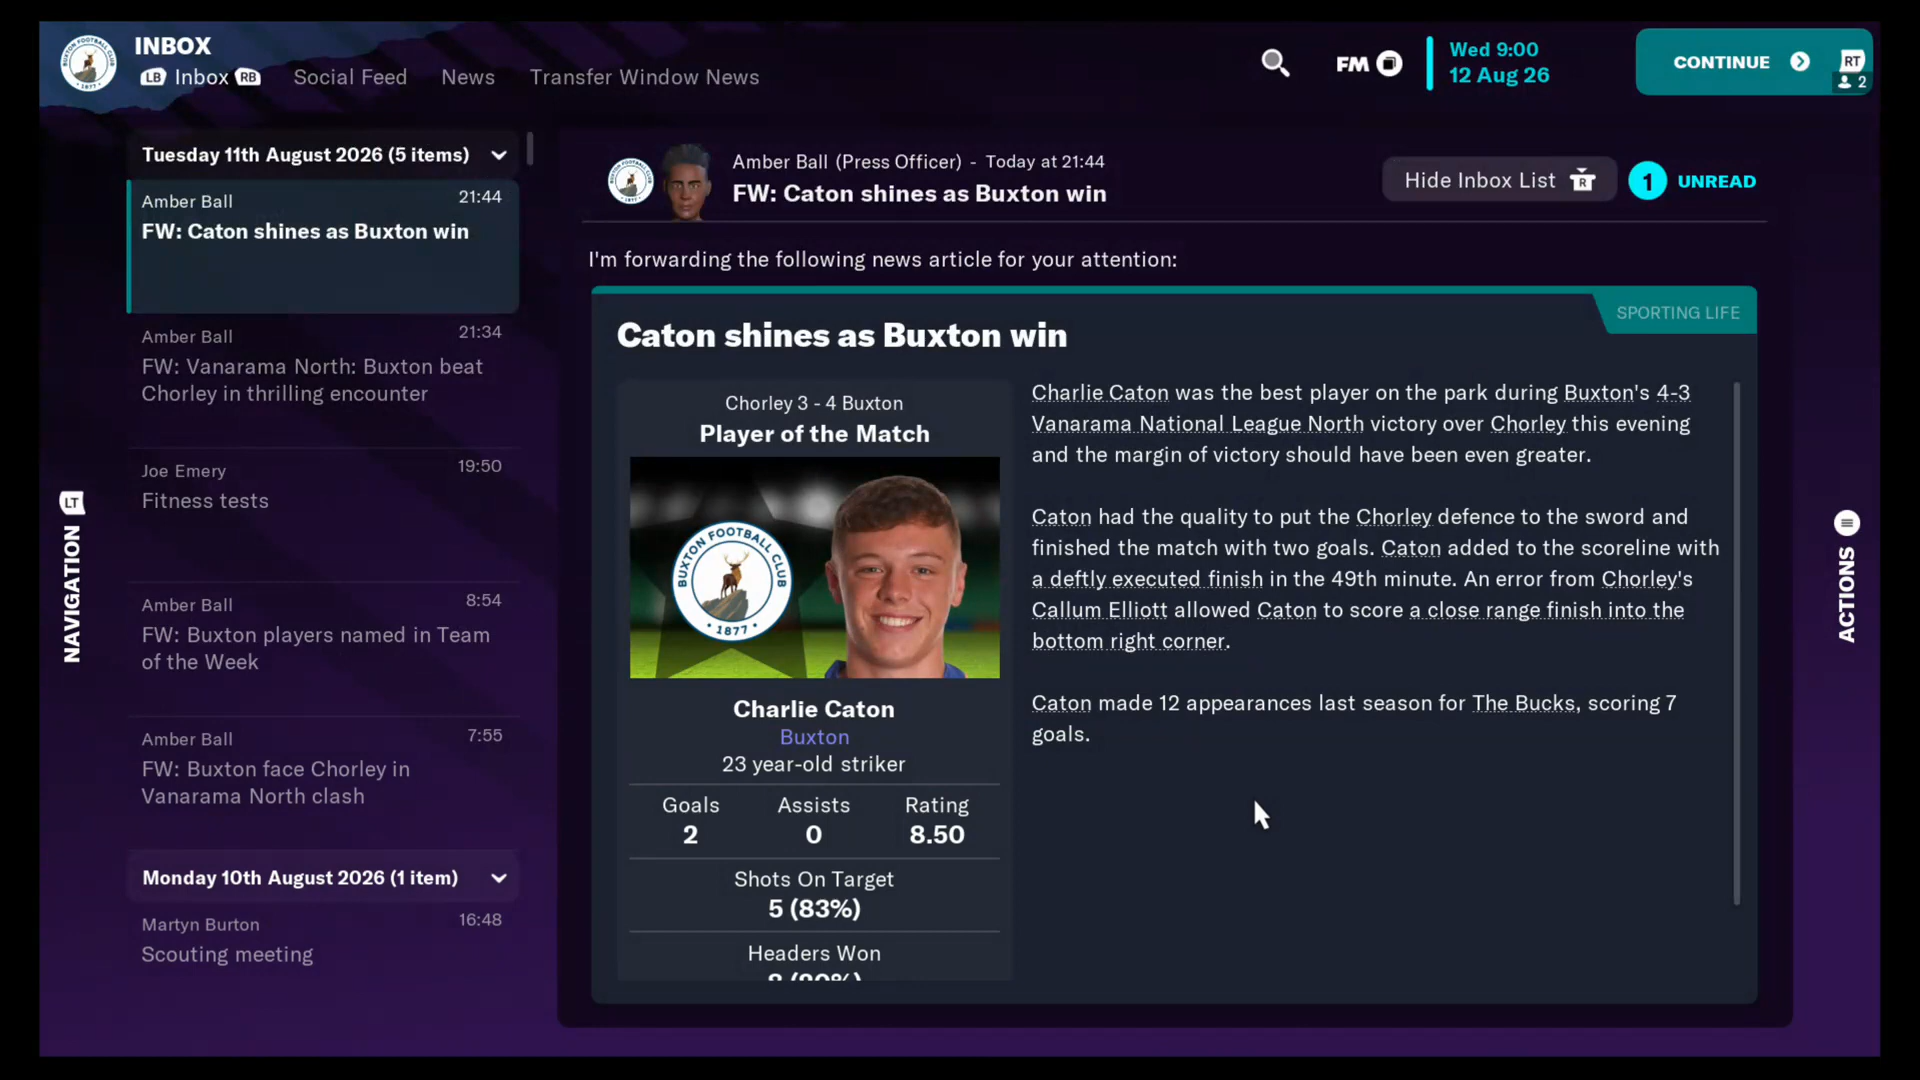 INBOX
LB Inbox RB Social Feed News Transfer Window News
FM
Wed 9:00
12 Aug 26
CONTINUE RT
2
Tuesday 11th August 2026 (5 items)
Amber Ball 21:44
FW: Caton shines as Buxton win
Amber Ball 21:34
FW: Vanarama North: Buxton beat
Chorley in thrilling encounter
Joe Emery 19:50
Fitness tests
Amber Ball 8:54
FW: Buxton players named in Team
of the Week
Amber Ball 7:55
FW: Buxton face Chorley in
Vanarama North clash
Monday 10th August 2026 (1 item)
Martyn Burton 16:48
Scouting meeting
LT
NAVIGATION
Amber Ball (Press Officer) - Today at 21:44
FW: Caton shines as Buxton win
Hide Inbox List R
1 UNREAD
I'm forwarding the following news article for your attention:
SPORTING LIFE
Caton shines as Buxton win
Chorley 3 - 4 Buxton
Player of the Match
BUXTON FOOTBALL CLUB
1877
Charlie Caton
Buxton
23 year-old striker
Goals Assists Rating
2 0 8.50
Shots On Target
5 (83%)
Headers Won
Charlie Caton was the best player on the park during Buxton's 4-3
Vanarama National League North victory over Chorley this evening
and the margin of victory should have been even greater.
Caton had the quality to put the Chorley defence to the sword and
finished the match with two goals. Caton added to the scoreline with
a deftly executed finish in the 49th minute. An error from Chorley's
Callum Elliott allowed Caton to score a close range finish into the
bottom right corner.
Caton made 12 appearances last season for The Bucks, scoring 7
goals.
ACTIONS